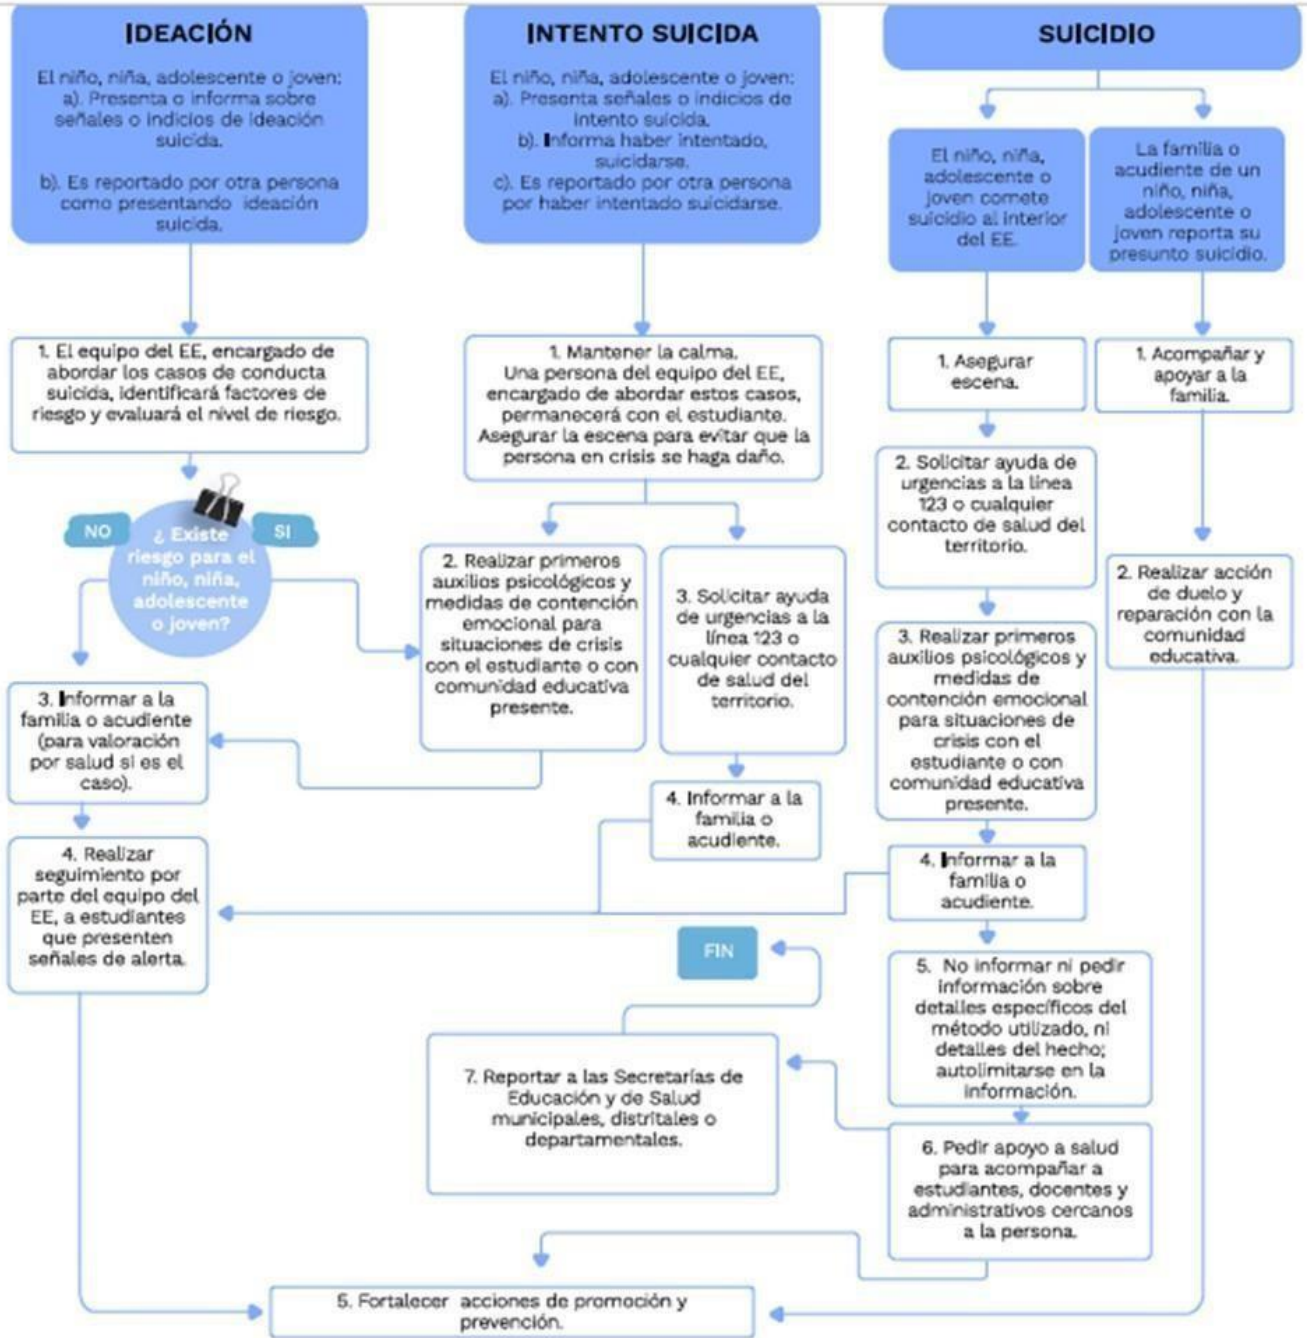 IDEACIÓN
El niño, niña, adolescente o joven:
a). Presenta o informa sobre
señales o indicios de ideación
suicida.
b). Es reportado por otra persona
como presentando ideación
suicida.
1. El equipo del EE, encargado de
abordar los casos de conducta
suicida, identificará factores de
riesgo y evaluará el nivel de riesgo.
NO
SI
¿ Existe
riesgo para el
niño, niña,
adolescente
o joven?
3. Informar a la
familia o acudiente
(para valoración
por salud si es el
caso).
4. Realizar
seguimiento por
parte del equipo del
EE, a estudiantes
que presenten
señales de alerta.
INTENTO SUICIDA
El niño, niña, adolescente o joven:
a). Presenta señales o indicios de
intento suicida.
b). Informa haber intentado,
suicidarse.
c). Es reportado por otra persona
por haber intentado suicidarse.
1. Mantener la calma.
Una persona del equipo del EE,
encargado de abordar estos casos,
permanecerá con el estudiante.
Asegurar la escena para evitar que la
persona en crisis se haga daño.
2. Realizar primeros
auxilios psicológicos y
medidas de contención
emocional para
situaciones de crisis
con el estudiante o con
comunidad educativa
presente.
3. Solicitar ayuda
de urgencias a la
línea 123 o
cualquier contacto
de salud del
territorio.
4. Informar a la
familia o
acudiente.
SUICIDIO
El niño, niña,
adolescente o
joven comete
suicidio al interior
del EE.
La familia o
acudiente de un
niño, niña,
adolescente o
joven reporta su
presunto suicidio.
1. Asegurar
escena.
1. Acompañar y
apoyar a la
familia.
2. Solicitar ayuda de
urgencias a la línea
123 o cualquier
contacto de salud del
territorio.
2. Realizar acción
de duelo y
reparación con la
comunidad
educativa.
3. Realizar primeros
auxilios psicológicos y
medidas de
contención emocional
para situaciones de
crisis con el
estudiante o con
comunidad educativa
presente.
4. Informar a la
familia o
acudiente.
5. No informar ni pedir
información sobre
detalles específicos del
método utilizado, ni
detalles del hecho;
autolimitarse en la
información.
6. Pedir apoyo a salud
para acompañar a
estudiantes, docentes y
administrativos cercanos
a la persona.
FIN
7. Reportar a las Secretarías de
Educación y de Salud
municipales, distritales o
departamentales.
5. Fortalecer acciones de promoción y
prevención.